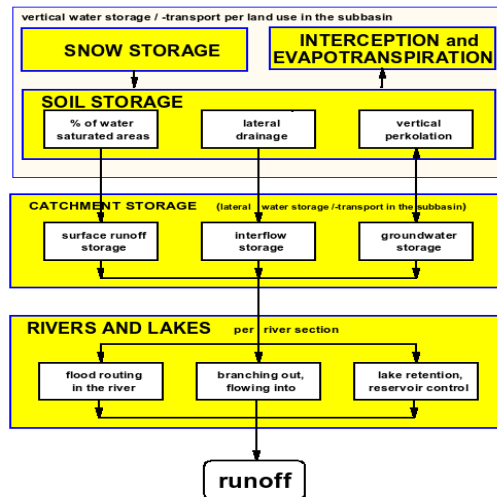 vertical water storage / -transport per land use in the subbasin
SNOW STORAGE
INTERCEPTION and
EVAPOTRANSPIRATION
SOIL STORAGE
% of water
saturated areas
lateral
drainage
vertical
perkolation
CATCHMENT STORAGE (lateral water storage /-transport in the subbasin)
surface runoff
storage
interflow
storage
groundwater
storage
RIVERS AND LAKES per river section
flood routing
in the river
branching out,
flowing into
lake retention,
reservoir control
runoff